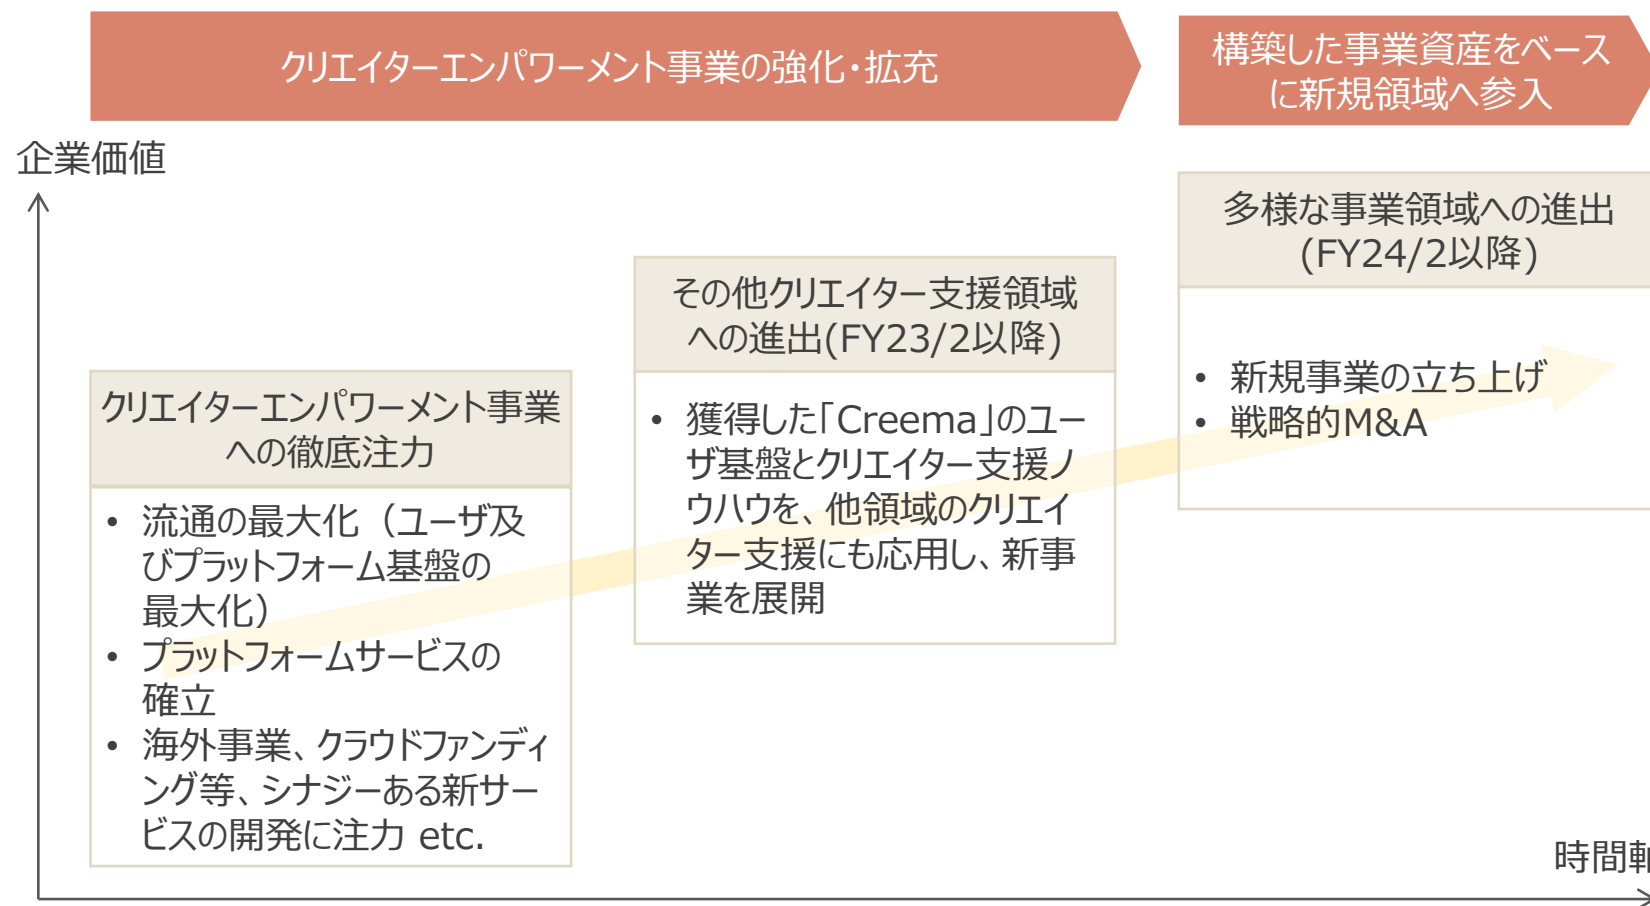 クリエイターエンパワーメント事業の強化・拡充
構築した事業資産をベース
に新規領域へ参入
企業価値
多様な事業領域への進出
(FY24/2以降)
• 新規事業の立ち上げ
• 戦略的M&A
その他クリエイター支援領域
への進出(FY23/2以降)
• 獲得した「Creema」のユー
ザ基盤とクリエイター支援ノ
ウハウを、他領域のクリエイ
ター支援にも応用し、新事
業を展開
クリエイターエンパワーメント事業
への徹底注力
• 流通の最大化（ユーザ及
びプラットフォーム基盤の
最大化）
• プラットフォームサービスの
確立
• 海外事業、クラウドファンディ
ング等、シナジーある新サー
ビスの開発に注力 etc.
時間軸